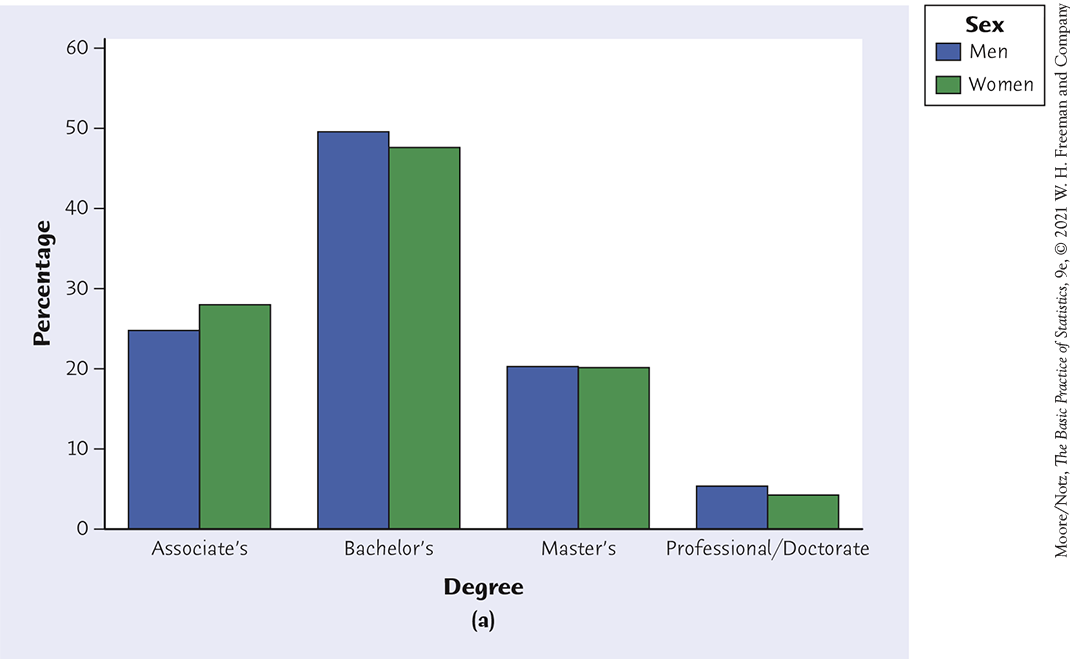 Percentage
60
50
40
30
20
10
0
Associate's
Bachelor's
Master's
Professional/Doctorate
Degree
(a)
Sex
Men
Women
Moore/Notz, The Basic Practice of Statistics, 9e, © 2021 W. H. Freeman and Company